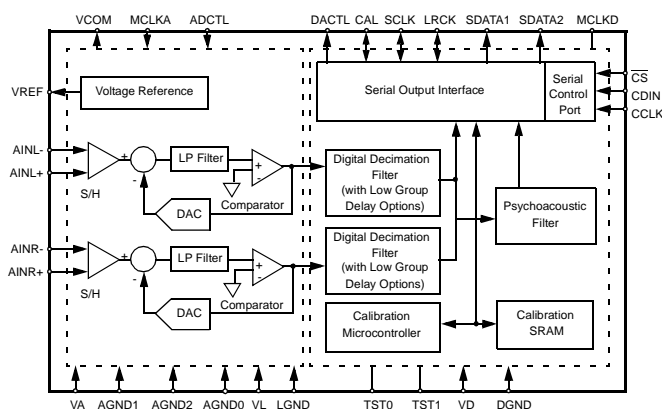 VCOM MCLKA ADCTL DACTL CAL SCLK LRCK SDATA1 SDATA2 MCLKD
VREF
Voltage Reference
Serial Output Interface
Serial
Control
Port
CS
CDIN
CCLK
AINL-
AINL+
S/H
+
-
LP Filter
+
-
Comparator
DAC
Digital Decimation
Filter
(with Low Group
Delay Options)
Psychoacoustic
Filter
AINR-
AINR+
S/H
+
-
LP Filter
+
-
Comparator
DAC
Digital Decimation
Filter
(with Low Group
Delay Options)
Calibration
Microcontroller
Calibration
SRAM
VA AGND1 AGND2 AGND0 VL LGND TST0 TST1 VD DGND